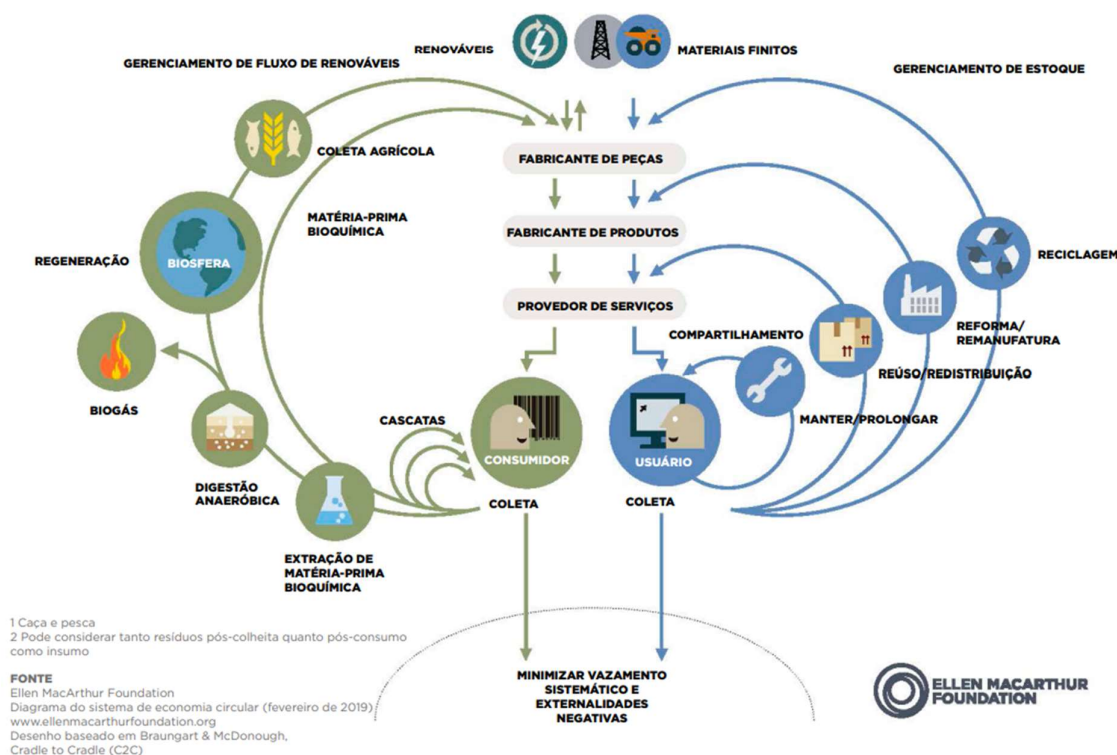 RENOVÁVEIS
MATERIAIS FINITOS
GERENCIAMENTO DE FLUXO DE RENOVÁVEIS
GERENCIAMENTO DE ESTOQUE
COLETA AGRÍCOLA
FABRICANTE DE PEÇAS
MATÉRIA-PRIMA
BIOQUÍMICA
FABRICANTE DE PRODUTOS
REGENERAÇÃO
BIOSFERA
RECICLAGEM
PROVEDOR DE SERVIÇOS
COMPARTILHAMENTO
REFORMA/
REMANUFATURA
REÚSO/REDISTRIBUIÇÃO
BIOGÁS
CASCATAS
MANTER/PROLONGAR
CONSUMIDOR
USUÁRIO
DIGESTÃO
ANAERÓBICA
COLETA
COLETA
EXTRAÇÃO DE
MATÉRIA-PRIMA
BIOQUÍMICA
1 Caça e pesca
2 Pode considerar tanto resíduos pós-colheita quanto pós-consumo
como insumo
FONTE
Ellen MacArthur Foundation
Diagrama do sistema de economia circular (fevereiro de 2019)
www.ellenmacarthurfoundation.org
Desenho baseado em Braungart & McDonough,
Cradle to Cradle (C2C)
MINIMIZAR VAZAMENTO
SISTEMÁTICO E
EXTERNALIDADES
NEGATIVAS
ELLEN MACARTHUR
FOUNDATION